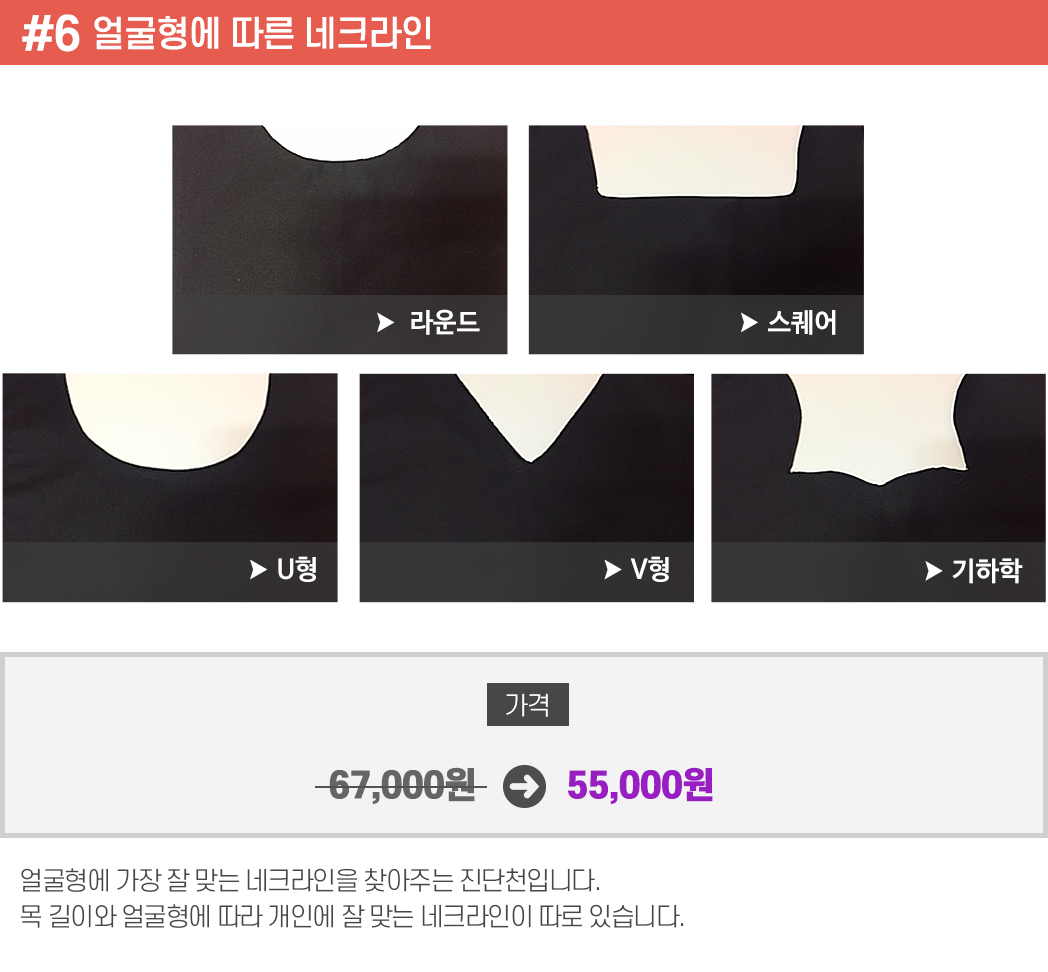 #6 얼굴형에 따른 네크라인
라운드
스퀘어
U형
V형
기하학
가격
67,000원 55,000원
얼굴형에 가장 잘 맞는 네크라인을 찾아주는 진단천입니다.
목 길이와 얼굴형에 따라 개인에 잘 맞는 네크라인이 따로 있습니다.